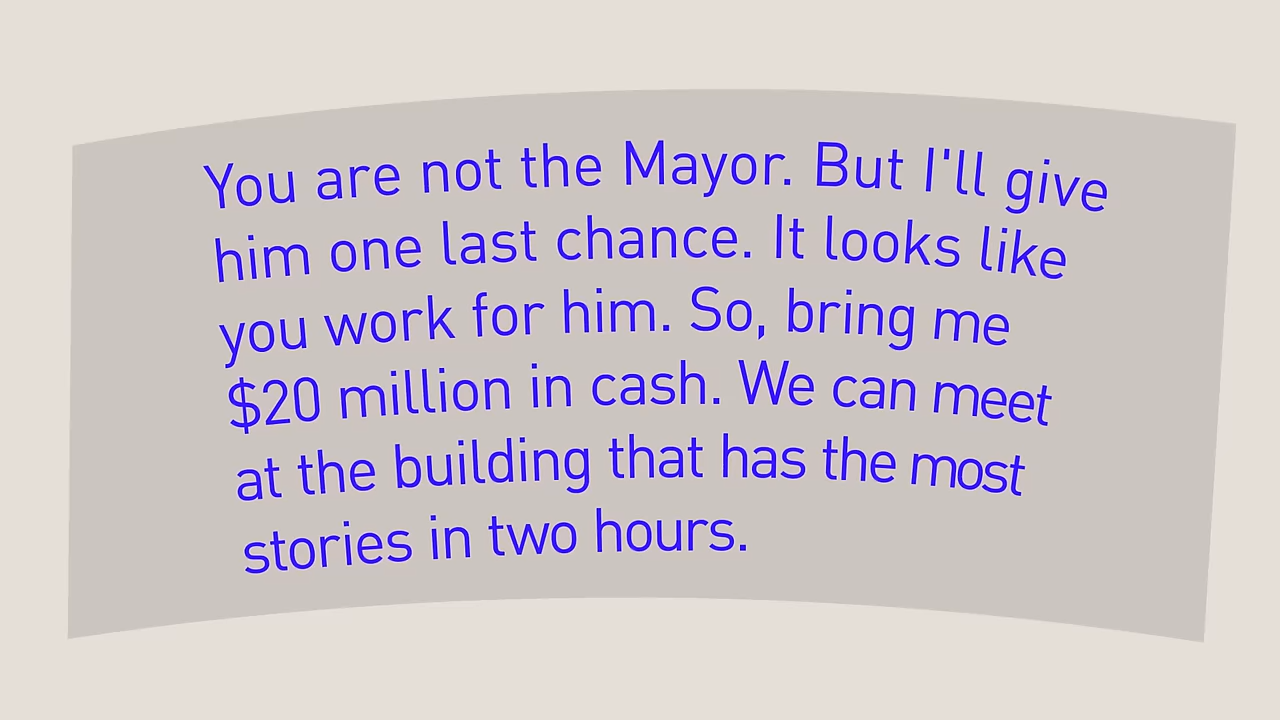 You are not the Mayor. But I'll give
him one last chance. It looks like
you work for him. So, bring me
$20 million in cash. We can meet
at the building that has the most
stories in two hours.